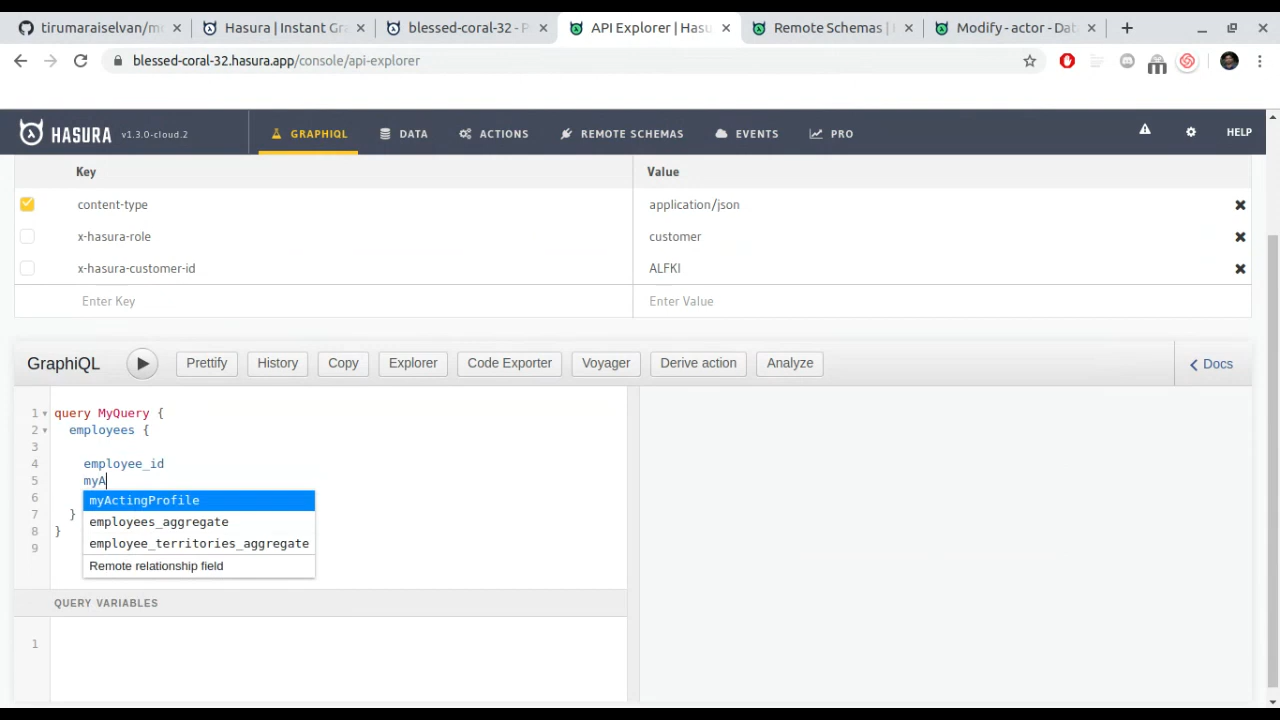 tirumaraiselvan/m
Hasura | Instant Gra
blessed-coral-32 - P
API Explorer | Hasu
Remote Schemas |
Modify - actor - Dat
blessed-coral-32.hasura.app/console/api-explorer
HASURA v1.3.0-cloud.2
GRAPHIQL
DATA
ACTIONS
REMOTE SCHEMAS
EVENTS
PRO
HELP
Key Value
content-type application/json
x-hasura-role customer
x-hasura-customer-id ALFKI
Enter Key Enter Value
GraphiQL
Prettify
History
Copy
Explorer
Code Exporter
Voyager
Derive action
Analyze
< Docs
1 query MyQuery {
2 employees {
3
4 employee_id
5 myA
6
7 }
8 }
9
myActingProfile
employees_aggregate
employee_territories_aggregate
Remote relationship field
QUERY VARIABLES
1